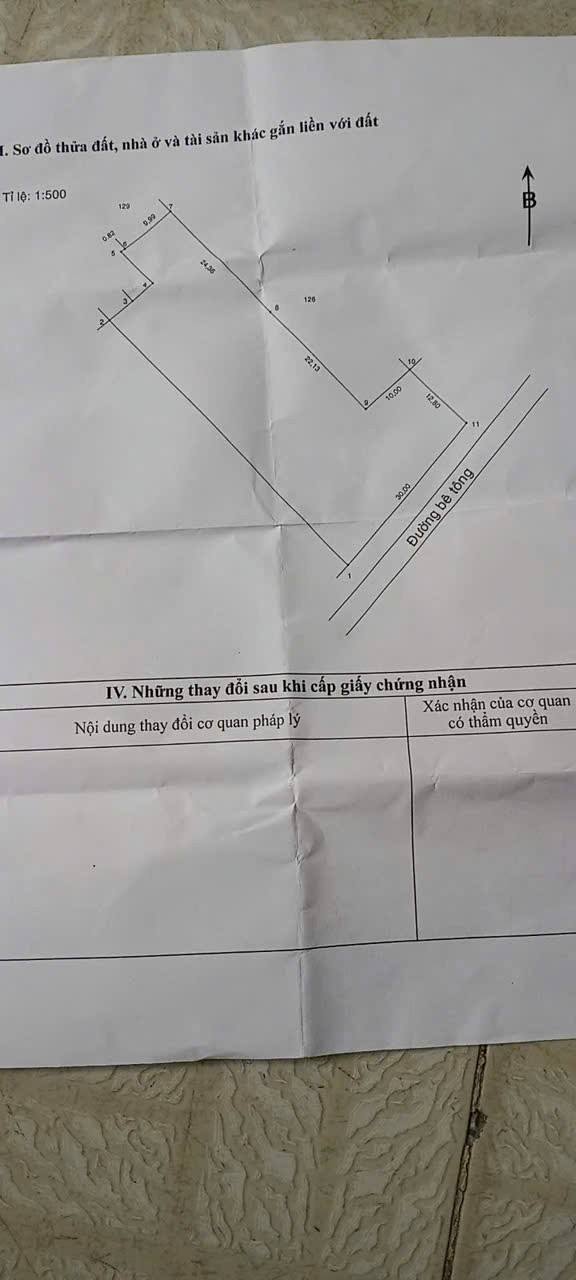 I. Sơ đồ thửa đất, nhà ở và tài sản khác gắn liền với đất
Tỉ lệ: 1:500
B
129
7
9,99
0,82
6
5
4
3
2
24,36
8
126
22,13
10
9
10,00
12,80
11
30,00
Đường bê tông
1
IV. Những thay đổi sau khi cấp giấy chứng nhận
Nội dung thay đổi cơ quan pháp lý
Xác nhận của cơ quan
có thẩm quyền